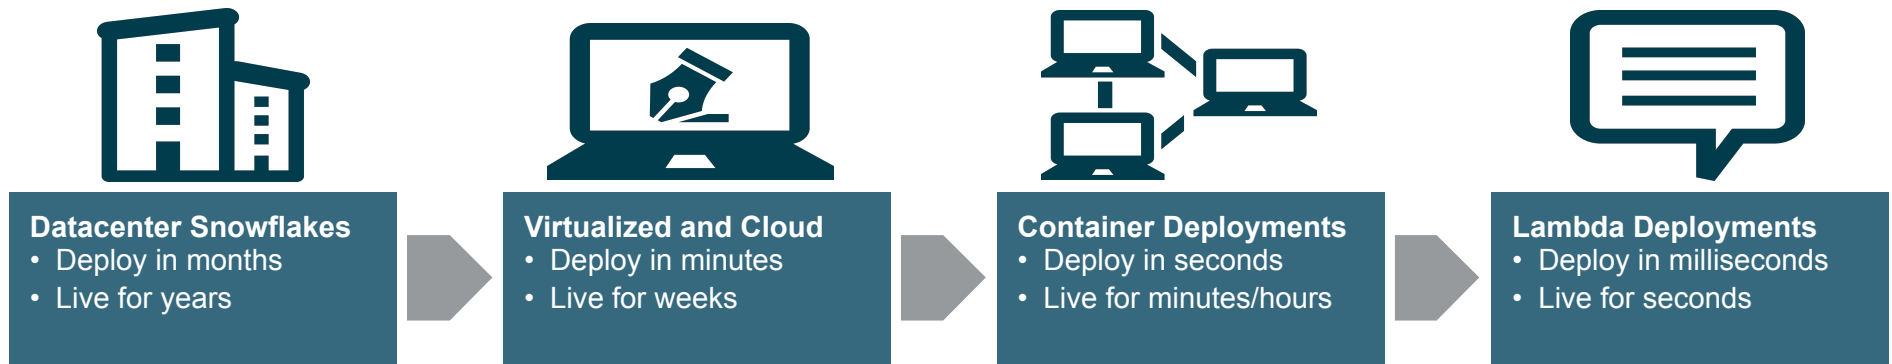 Datacenter Snowflakes
• Deploy in months
• Live for years
Virtualized and Cloud
• Deploy in minutes
• Live for weeks
Container Deployments
• Deploy in seconds
• Live for minutes/hours
Lambda Deployments
• Deploy in milliseconds
• Live for seconds